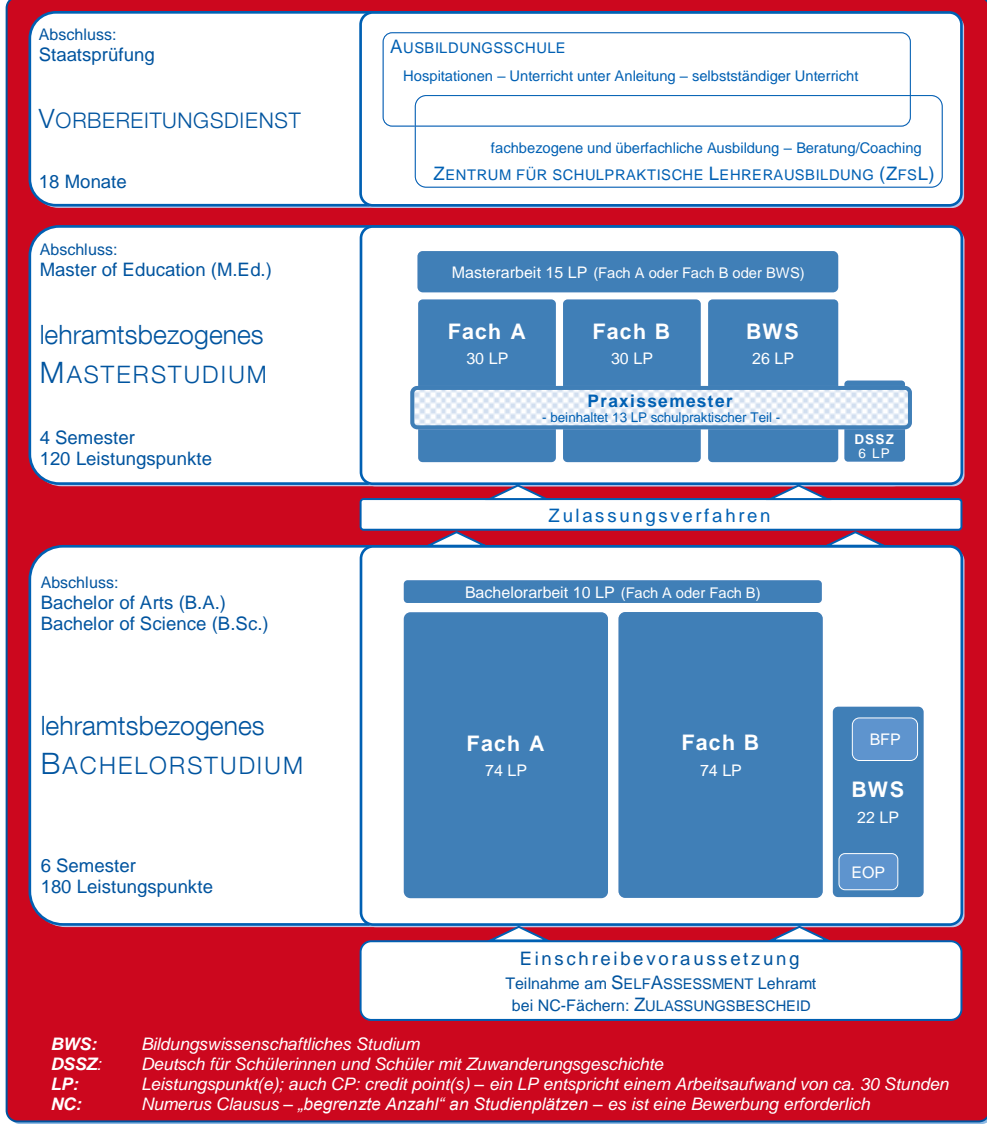 Abschluss:
Staatsprüfung
VORBEREITUNGSDIENST
18 Monate
AUSBILDUNGSSCHULE
Hospitationen – Unterricht unter Anleitung – selbstständiger Unterricht
fachbezogene und überfachliche Ausbildung – Beratung/Coaching
ZENTRUM FÜR SCHULPRAKTISCHE LEHRERAUSBILDUNG (ZFSL)
Abschluss:
Master of Education (M.Ed.)
lehramtsbezogenes
MASTERSTUDIUM
4 Semester
120 Leistungspunkte
Masterarbeit 15 LP (Fach A oder Fach B oder BWS)
Fach A
30 LP
Fach B
30 LP
BWS
26 LP
Praxissemester
- beinhaltet 13 LP schulpraktischer Teil -
DSSZ
6 LP
Zulassungsverfahren
Abschluss:
Bachelor of Arts (B.A.)
Bachelor of Science (B.Sc.)
lehramtsbezogenes
BACHELORSTUDIUM
6 Semester
180 Leistungspunkte
Bachelorarbeit 10 LP (Fach A oder Fach B)
Fach A
74 LP
Fach B
74 LP
BFP
BWS
22 LP
EOP
Einschreibevoraussetzung
Teilnahme am SELFASSESSMENT Lehramt
bei NC-Fächern: ZULASSUNGSBESCHEID
BWS: Bildungswissenschaftliches Studium
DSSZ: Deutsch für Schülerinnen und Schüler mit Zuwanderungsgeschichte
LP: Leistungspunkt(e); auch CP: credit point(s) – ein LP entspricht einem Arbeitsaufwand von ca. 30 Stunden
NC: Numerus Clausus – „begrenzte Anzahl“ an Studienplätzen – es ist eine Bewerbung erforderlich